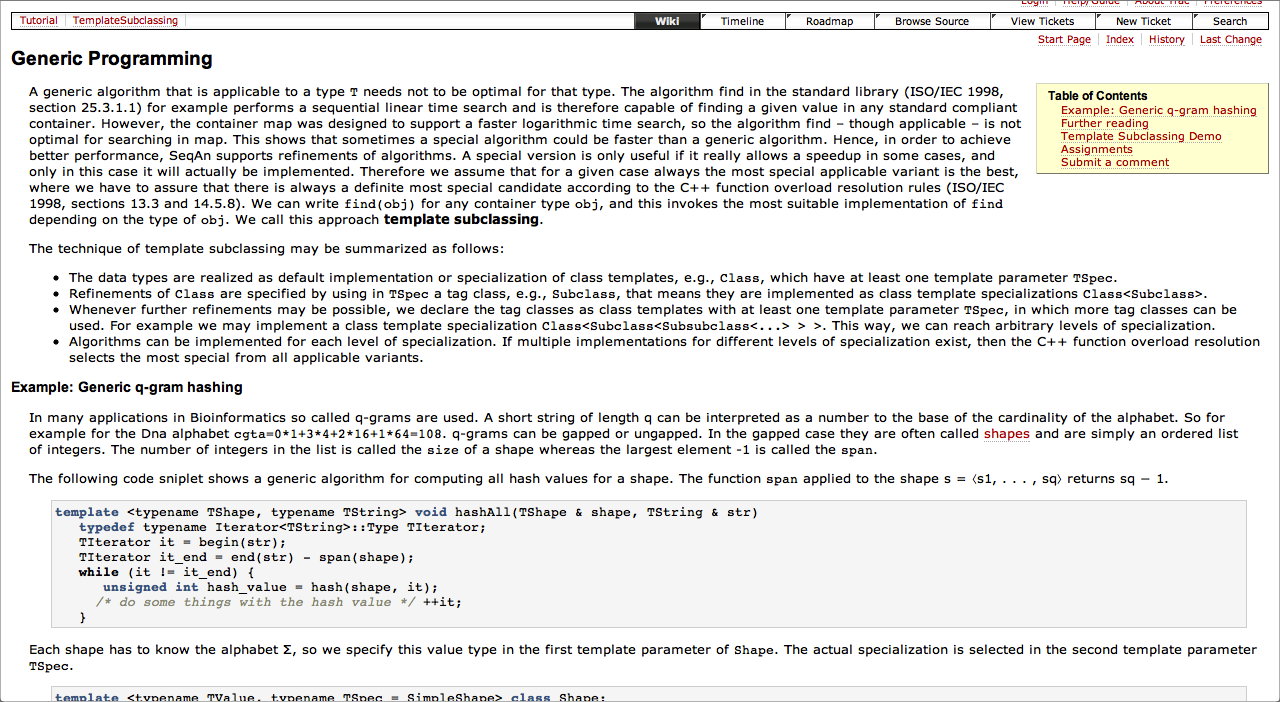 Login Help/Guide About Trac Preferences
Tutorial TemplateSubclassing Wiki Timeline Roadmap Browse Source View Tickets New Ticket Search
Start Page Index History Last Change
Generic Programming
A generic algorithm that is applicable to a type T needs not to be optimal for that type. The algorithm find in the standard library (ISO/IEC 1998,
section 25.3.1.1) for example performs a sequential linear time search and is therefore capable of finding a given value in any standard compliant
container. However, the container map was designed to support a faster logarithmic time search, so the algorithm find – though applicable – is not
optimal for searching in map. This shows that sometimes a special algorithm could be faster than a generic algorithm. Hence, in order to achieve
better performance, SeqAn supports refinements of algorithms. A special version is only useful if it really allows a speedup in some cases, and
only in this case it will actually be implemented. Therefore we assume that for a given case always the most special applicable variant is the best,
where we have to assure that there is always a definite most special candidate according to the C++ function overload resolution rules (ISO/IEC
1998, sections 13.3 and 14.5.8). We can write find(obj) for any container type obj, and this invokes the most suitable implementation of find
depending on the type of obj. We call this approach template subclassing.
Table of Contents
Example: Generic q-gram hashing
Further reading
Template Subclassing Demo
Assignments
Submit a comment
The technique of template subclassing may be summarized as follows:
• The data types are realized as default implementation or specialization of class templates, e.g., Class, which have at least one template parameter TSpec.
• Refinements of Class are specified by using in TSpec a tag class, e.g., Subclass, that means they are implemented as class template specializations Class<Subclass>.
• Whenever further refinements may be possible, we declare the tag classes as class templates with at least one template parameter TSpec, in which more tag classes can be
used. For example we may implement a class template specialization Class<Subclass<Subsubclass<...> > >. This way, we can reach arbitrary levels of specialization.
• Algorithms can be implemented for each level of specialization. If multiple implementations for different levels of specialization exist, then the C++ function overload resolution
selects the most special from all applicable variants.
Example: Generic q-gram hashing
In many applications in Bioinformatics so called q-grams are used. A short string of length q can be interpreted as a number to the base of the cardinality of the alphabet. So for
example for the Dna alphabet cgta=0*1+3*4+2*16+1*64=108. q-grams can be gapped or ungapped. In the gapped case they are often called shapes and are simply an ordered list
of integers. The number of integers in the list is called the size of a shape whereas the largest element -1 is called the span.
The following code sniplet shows a generic algorithm for computing all hash values for a shape. The function span applied to the shape s = ⟨s1, . . . , sq⟩ returns sq − 1.
template <typename TShape, typename TString> void hashAll(TShape & shape, TString & str)
typedef typename Iterator<TString>::Type TIterator;
TIterator it = begin(str);
TIterator it_end = end(str) - span(shape);
while (it != it_end) {
unsigned int hash_value = hash(shape, it);
/* do some things with the hash value */ ++it;
}
Each shape has to know the alphabet Σ, so we specify this value type in the first template parameter of Shape. The actual specialization is selected in the second template parameter
TSpec.
template <typename TValue, typename TSpec = SimpleShape> class Shape;